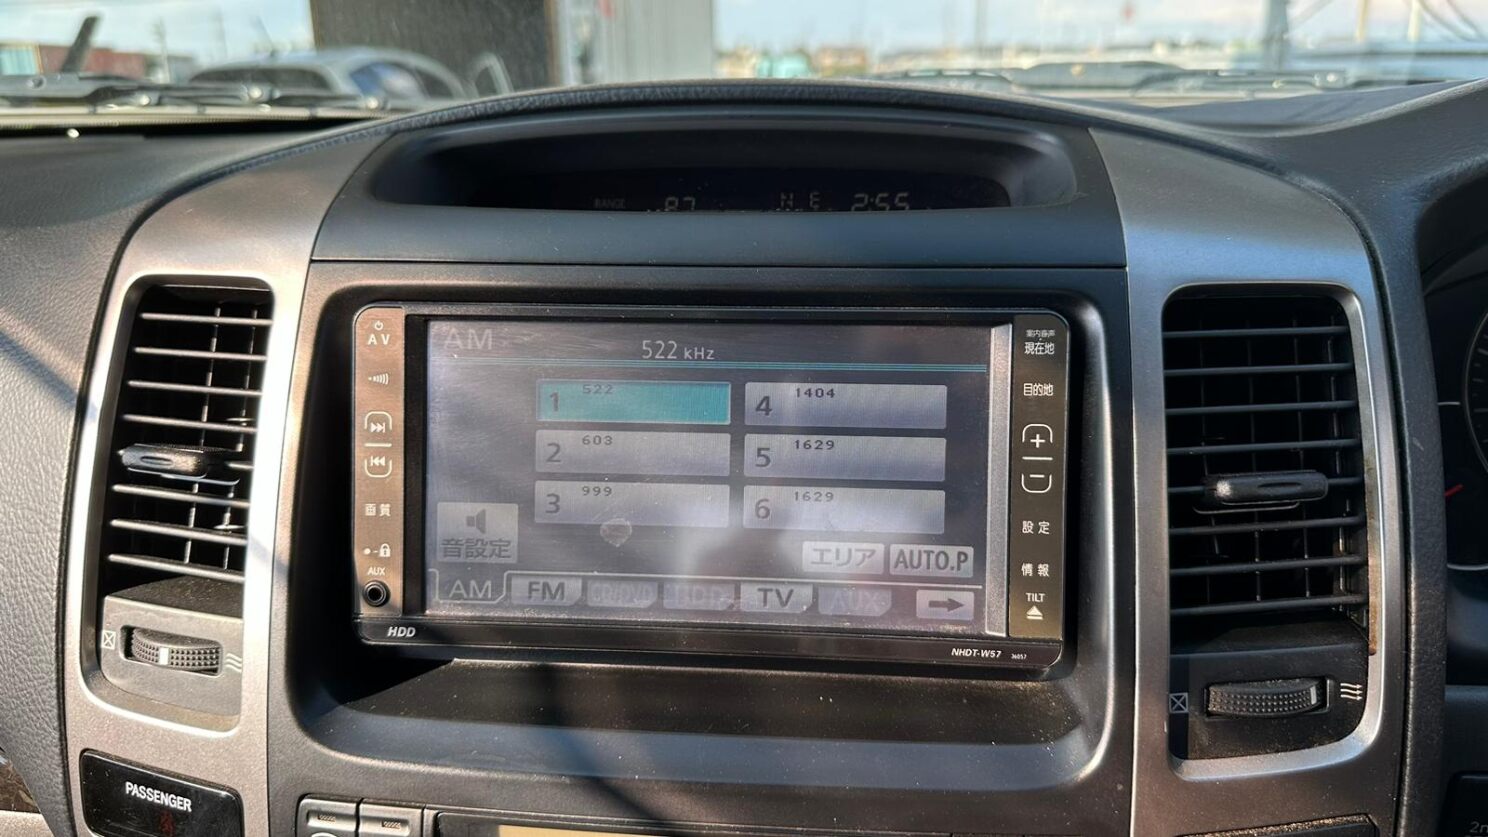 RANGE 87 N E 2:55
AV
画質
AUX
HDD
AM
522 kHz
1 522
4 1404
2 603
5 1629
3 999
6 1629
音設定
エリア AUTO.P
AM FM CD/DVD HDD TV AUX
案内音声
現在地
目的地
+
−
設定
情報
TILT
NHDT-W57 36057
PASSENGER